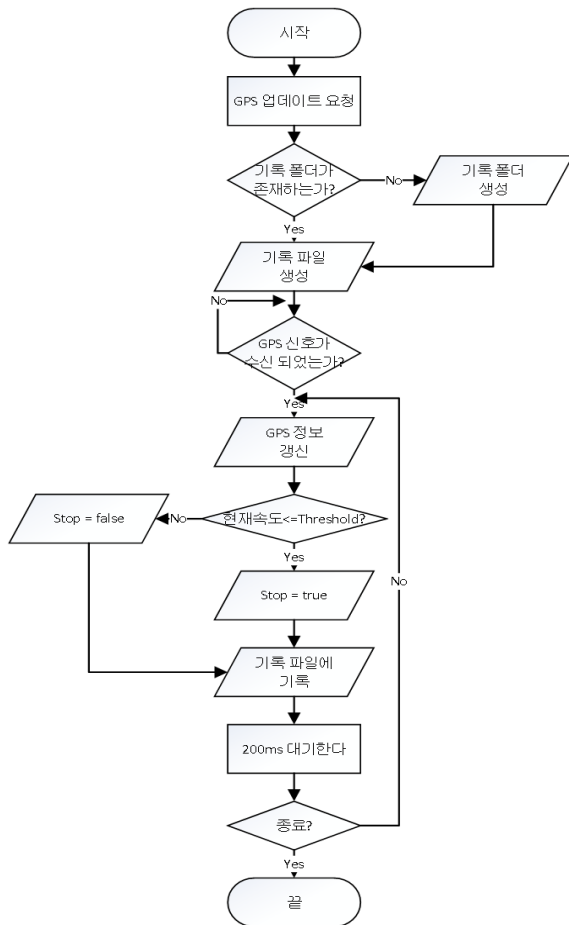 시작
GPS 업데이트 요청
기록 폴더가
존재하는가?
No
기록 폴더
생성
Yes
기록 파일
생성
No
GPS 신호가
수신 되었는가?
Yes
GPS 정보
갱신
Stop = false
No
현재속도<=Threshold?
Yes
No
Stop = true
기록 파일에
기록
200ms 대기한다
종료?
Yes
끝